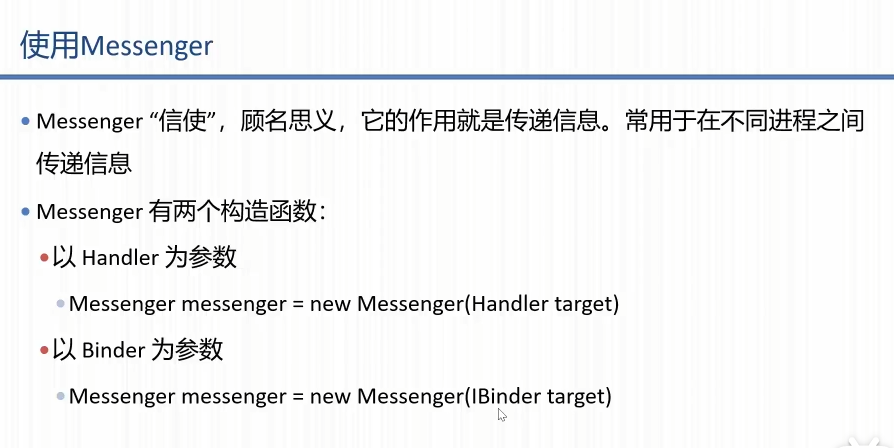 使用Messenger
• Messenger “信使”，顾名思义，它的作用就是传递信息。常用于在不同进程之间
传递信息
• Messenger 有两个构造函数：
•以 Handler 为参数
• Messenger messenger = new Messenger(Handler target)
•以 Binder 为参数
• Messenger messenger = new Messenger(IBinder target)